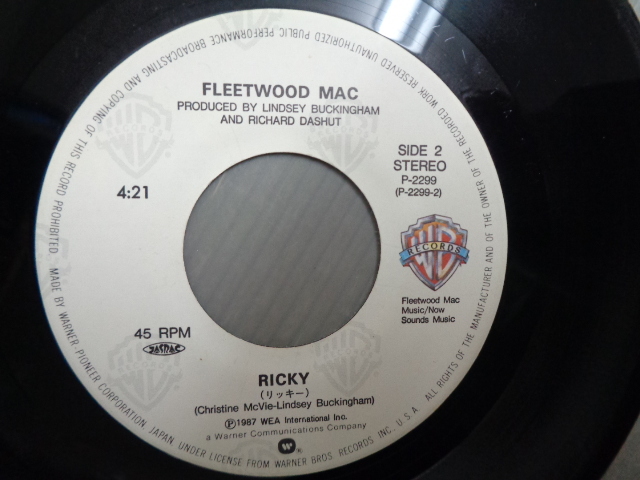 FLEETWOOD MAC
PRODUCED BY LINDSEY BUCKINGHAM
AND RICHARD DASHUT
SIDE 2
STEREO
P-2299
(P-2299-2)
4:21
WB
RECORDS
Fleetwood Mac
Music/Now
Sounds Music
45 RPM
JASRAC
RICKY
(リッキー)
(Christine McVie-Lindsey Buckingham)
Ⓟ1987 WEA International Inc.
a Warner Communications Company
ALL RIGHTS OF THE MANUFACTURER AND OF THE OWNER OF THE RECORDED WORK RESERVED UNAUTHORIZED PUBLIC PERFORMANCE BROADCASTING AND COPYING OF THIS RECORD PROHIBITED. MADE BY WARNER-PIONEER CORPORATION JAPAN UNDER LICENSE FROM WARNER BROS. RECORDS INC. U.S.A.